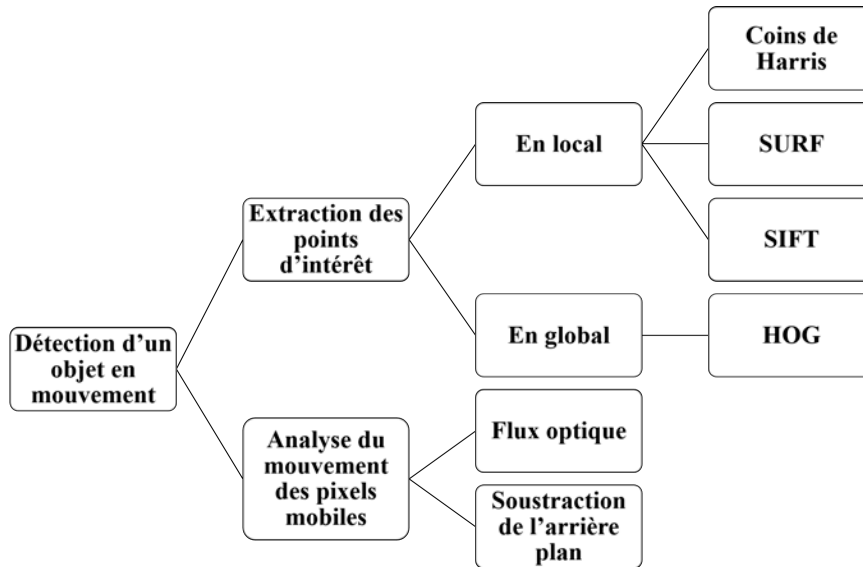 Coins de
Harris
SURF
En local
SIFT
Extraction des
points
d’intérêt
En global
HOG
Détection d’un
objet en
mouvement
Flux optique
Analyse du
mouvement
des pixels
mobiles
Soustraction
de l’arrière
plan